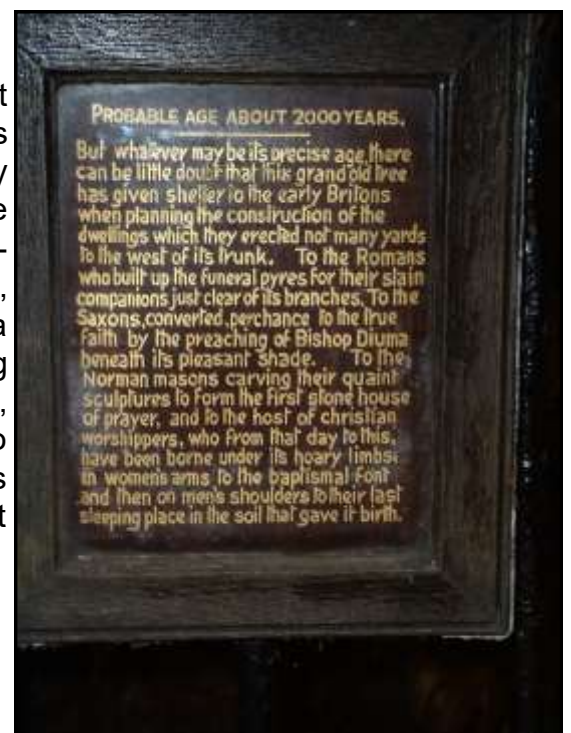 t
s
y
e
-
,
a
g
,
o
s
t
PROBABLE AGE ABOUT 2000 YEARS.
But whatever may be its precise age, there
can be little doubt that this grand old tree
has given shelter to the early Britons
when planning the construction of the
dwellings which they erected not many yards
to the west of its trunk. To the Romans
who built up the funeral pyres for their slain
companions just clear of its branches. To the
Saxons, converted, perchance to the true
faith by the preaching of Bishop Diuma
beneath its pleasant shade. To the
Norman masons carving their quaint
sculptures to form the first stone house
of prayer, and to the host of christian
worshippers, who from that day to this,
have been borne under its hoary limbs,
in women's arms to the baptismal font
and then on men's shoulders to their last
sleeping place in the soil that gave it birth.